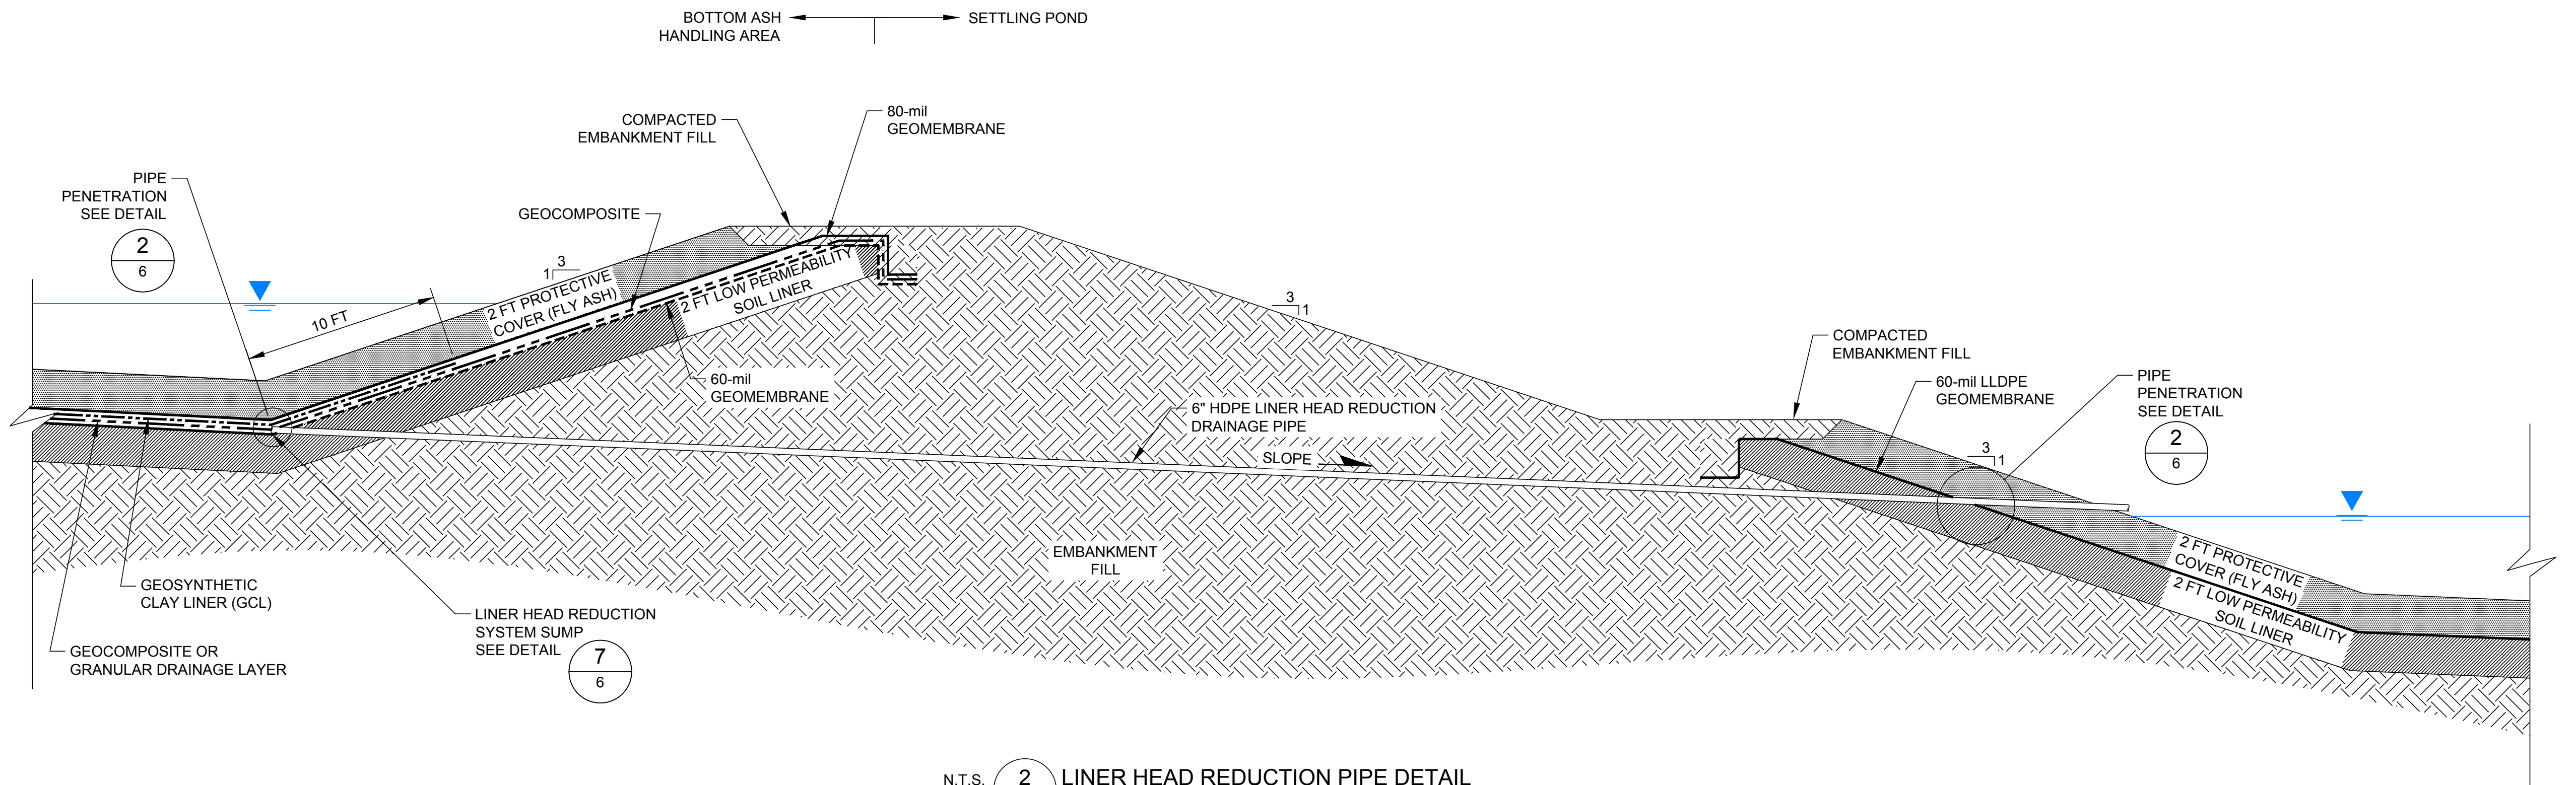 BOTTOM ASH
HANDLING AREA
SETTLING POND
COMPACTED
EMBANKMENT FILL
80-mil
GEOMEMBRANE
PIPE
PENETRATION
SEE DETAIL
2
6
GEOCOMPOSITE
3
1
10 FT
2 FT PROTECTIVE
COVER (FLY ASH)
2 FT LOW PERMEABILITY
SOIL LINER
3
1
60-mil
GEOMEMBRANE
6" HDPE LINER HEAD REDUCTION
DRAINAGE PIPE
SLOPE
COMPACTED
EMBANKMENT FILL
60-mil LLDPE
GEOMEMBRANE
PIPE
PENETRATION
SEE DETAIL
2
6
3
1
EMBANKMENT
FILL
2 FT PROTECTIVE
COVER (FLY ASH)
2 FT LOW PERMEABILITY
SOIL LINER
GEOSYNTHETIC
CLAY LINER (GCL)
GEOCOMPOSITE OR
GRANULAR DRAINAGE LAYER
LINER HEAD REDUCTION
SYSTEM SUMP
SEE DETAIL
7
6
N.T.S.
2
LINER HEAD REDUCTION PIPE DETAIL